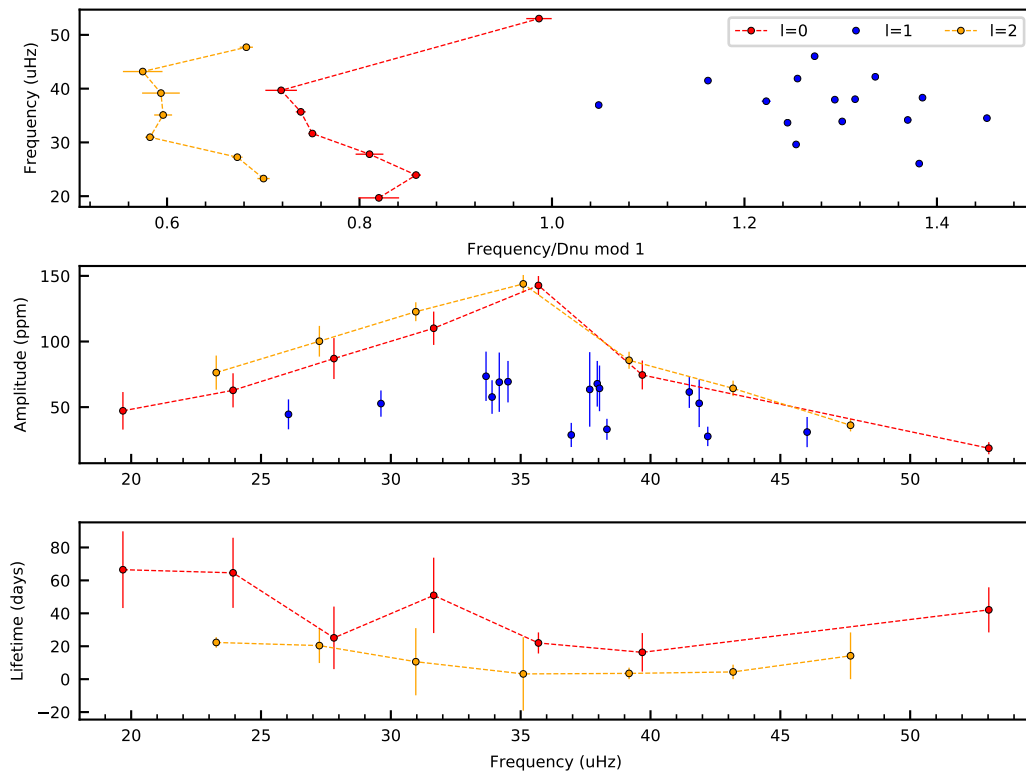 l=0 l=1 l=2
Frequency (uHz)
50
40
30
20
0.6 0.8 1.0 1.2 1.4
Frequency/Dnu mod 1
Amplitude (ppm)
150
100
50
20 25 30 35 40 45 50
Lifetime (days)
80
60
40
20
0
−20
20 25 30 35 40 45 50
Frequency (uHz)